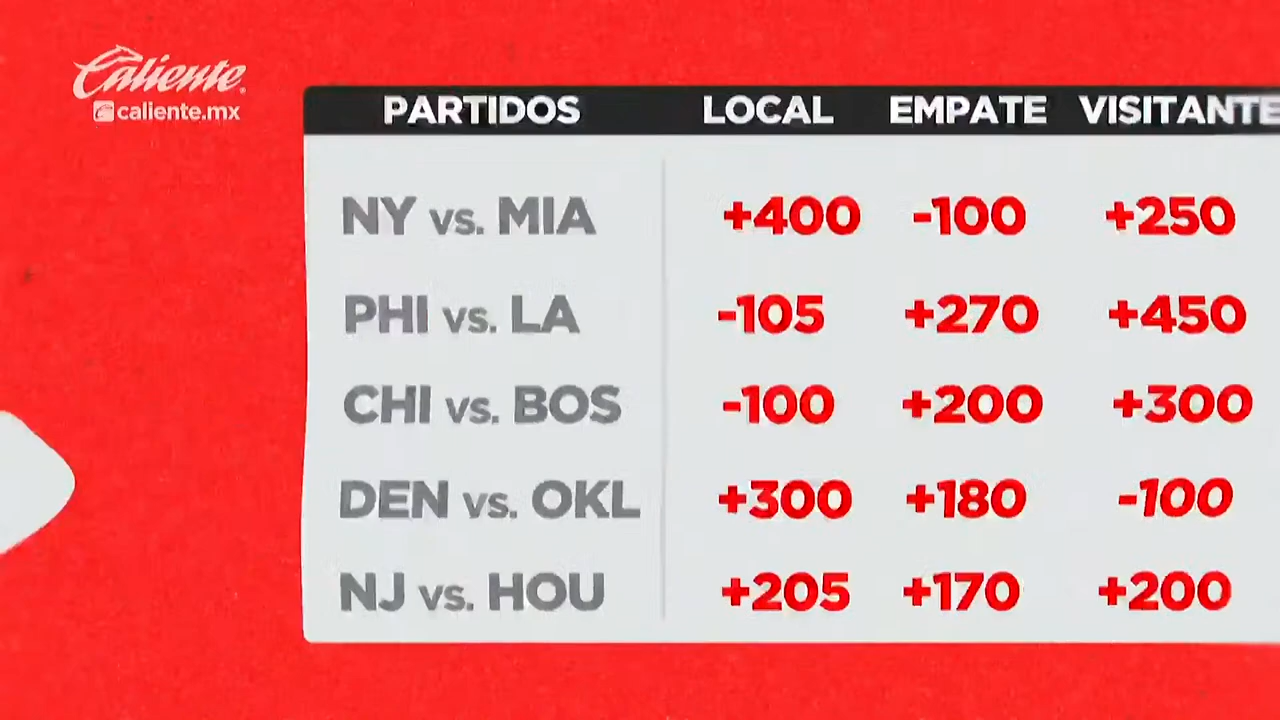 Caliente.
caliente.mx
PARTIDOS LOCAL EMPATE VISITANTE
NY vs. MIA +400 -100 +250
PHI vs. LA -105 +270 +450
CHI vs. BOS -100 +200 +300
DEN vs. OKL +300 +180 -100
NJ vs. HOU +205 +170 +200